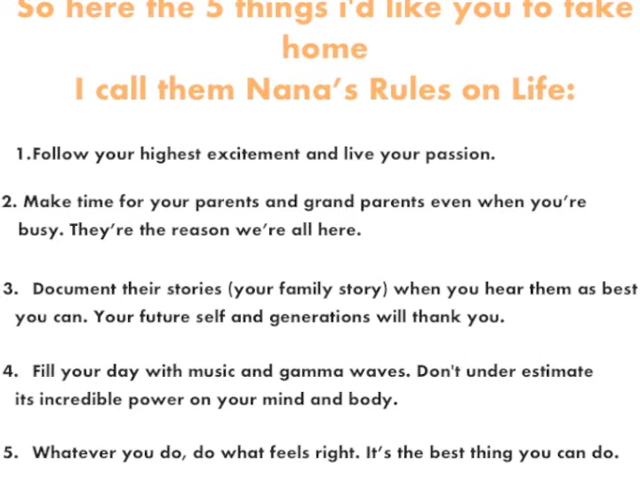 So here the 5 things i'd like you to take
home
I call them Nana's Rules on Life:
1.Follow your highest excitement and live your passion.
2. Make time for your parents and grand parents even when you're
busy. They're the reason we're all here.
3. Document their stories (your family story) when you hear them as best
you can. Your future self and generations will thank you.
4. Fill your day with music and gamma waves. Don't under estimate
its incredible power on your mind and body.
5. Whatever you do, do what feels right. It's the best thing you can do.